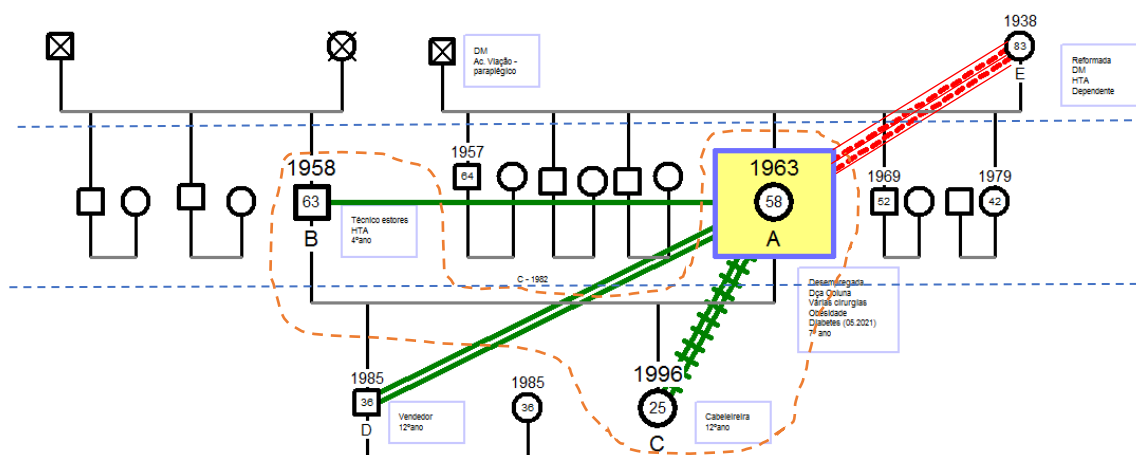 1938
83
E
DM
Ac. Viação -
paraplégico
Reformada
DM
HTA
Dependente
1958
63
B
1957
64
1963
58
A
1969
52
1979
42
Técnico estores
HTA
4ºano
C - 1982
Desempregada
Dça Coluna
Várias cirurgias
Obesidade
Diabetes (05.2021)
7º ano
1985
36
D
Vendedor
12ºano
1985
36
1996
25
C
Cabeleireira
12ºano